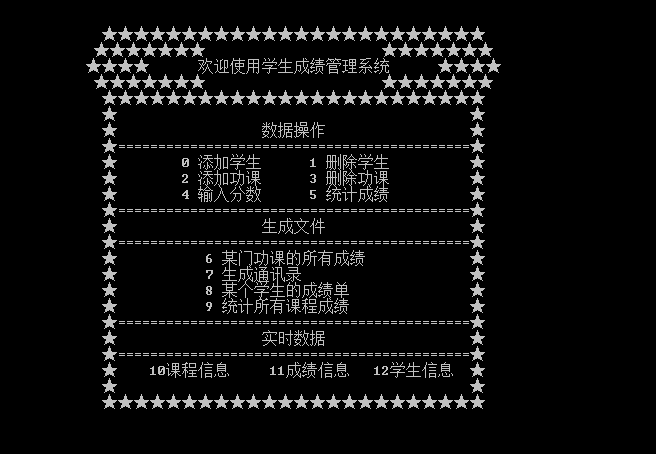 ★★★★★★★★★★★★★★★★★★★★★★★★
★★★★★★★ ★★★★★★★
★★★★ 欢迎使用学生成绩管理系统 ★★★★
★★★★★★★ ★★★★★★★
★★★★★★★★★★★★★★★★★★★★★★★★
★ ★
★ 数据操作 ★
★============================================★
★ 0 添加学生 1 删除学生 ★
★ 2 添加功课 3 删除功课 ★
★ 4 输入分数 5 统计成绩 ★
★============================================★
★ 生成文件 ★
★============================================★
★ 6 某门功课的所有成绩 ★
★ 7 生成通讯录 ★
★ 8 某个学生的成绩单 ★
★ 9 统计所有课程成绩 ★
★============================================★
★ 实时数据 ★
★============================================★
★ 10课程信息 11成绩信息 12学生信息 ★
★ ★
★★★★★★★★★★★★★★★★★★★★★★★★